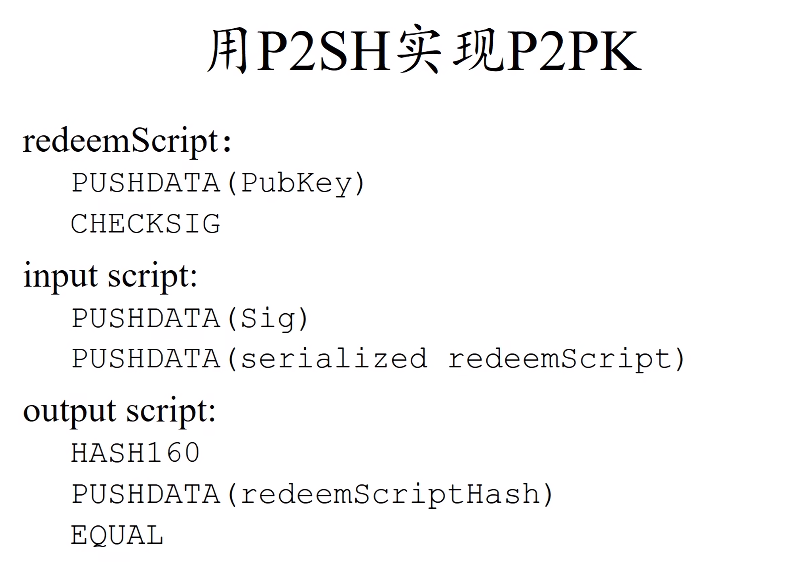 用P2SH实现P2PK
redeemScript:
PUSHDATA(PubKey)
CHECKSIG
input script:
PUSHDATA(Sig)
PUSHDATA(serialized redeemScript)
output script:
HASH160
PUSHDATA(redeemScriptHash)
EQUAL